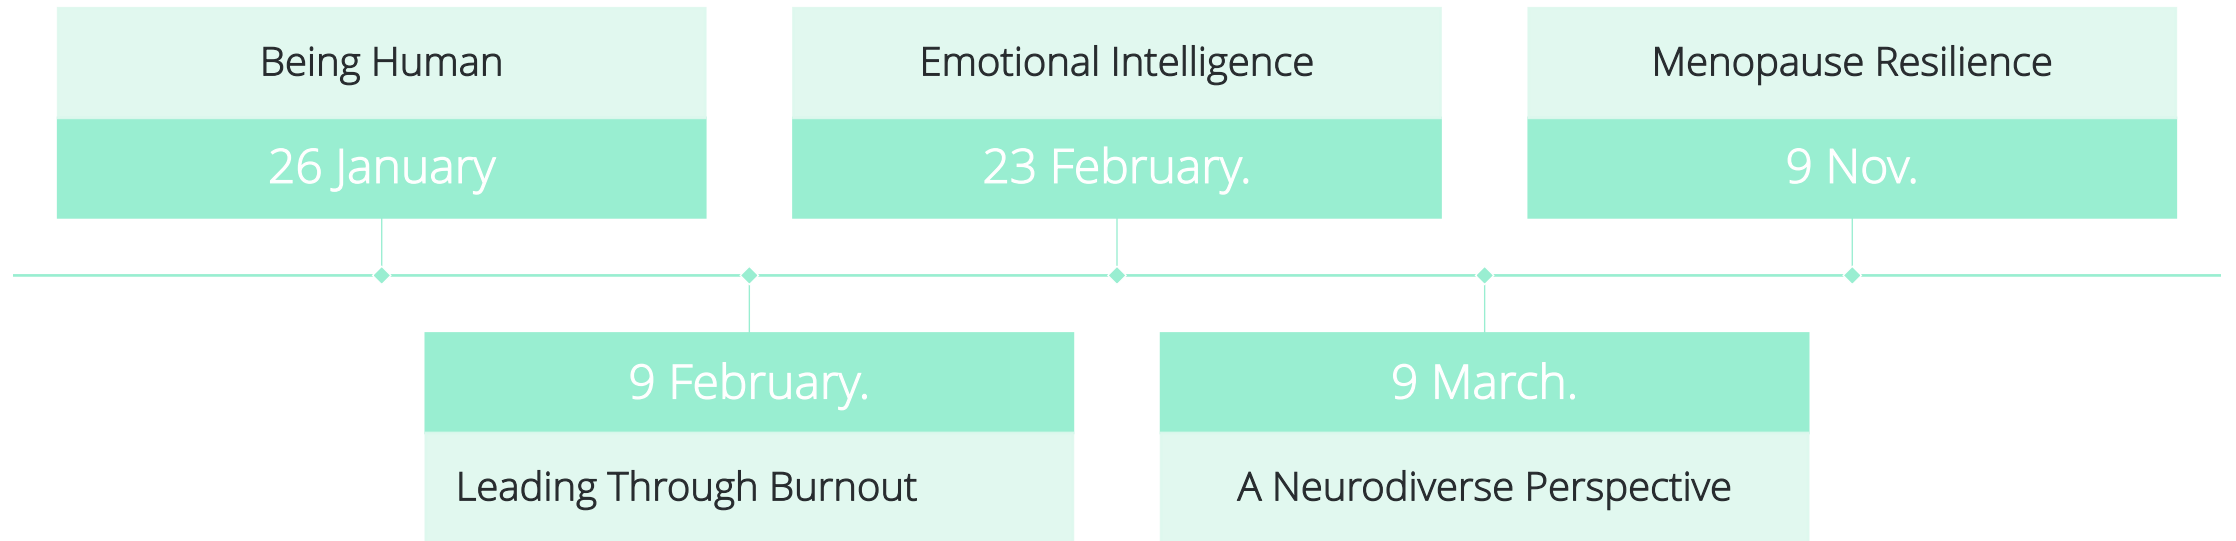 Being Human
26 January
9 February.
Leading Through Burnout
Emotional Intelligence
23 February.
9 March.
A Neurodiverse Perspective
Menopause Resilience
9 Nov.